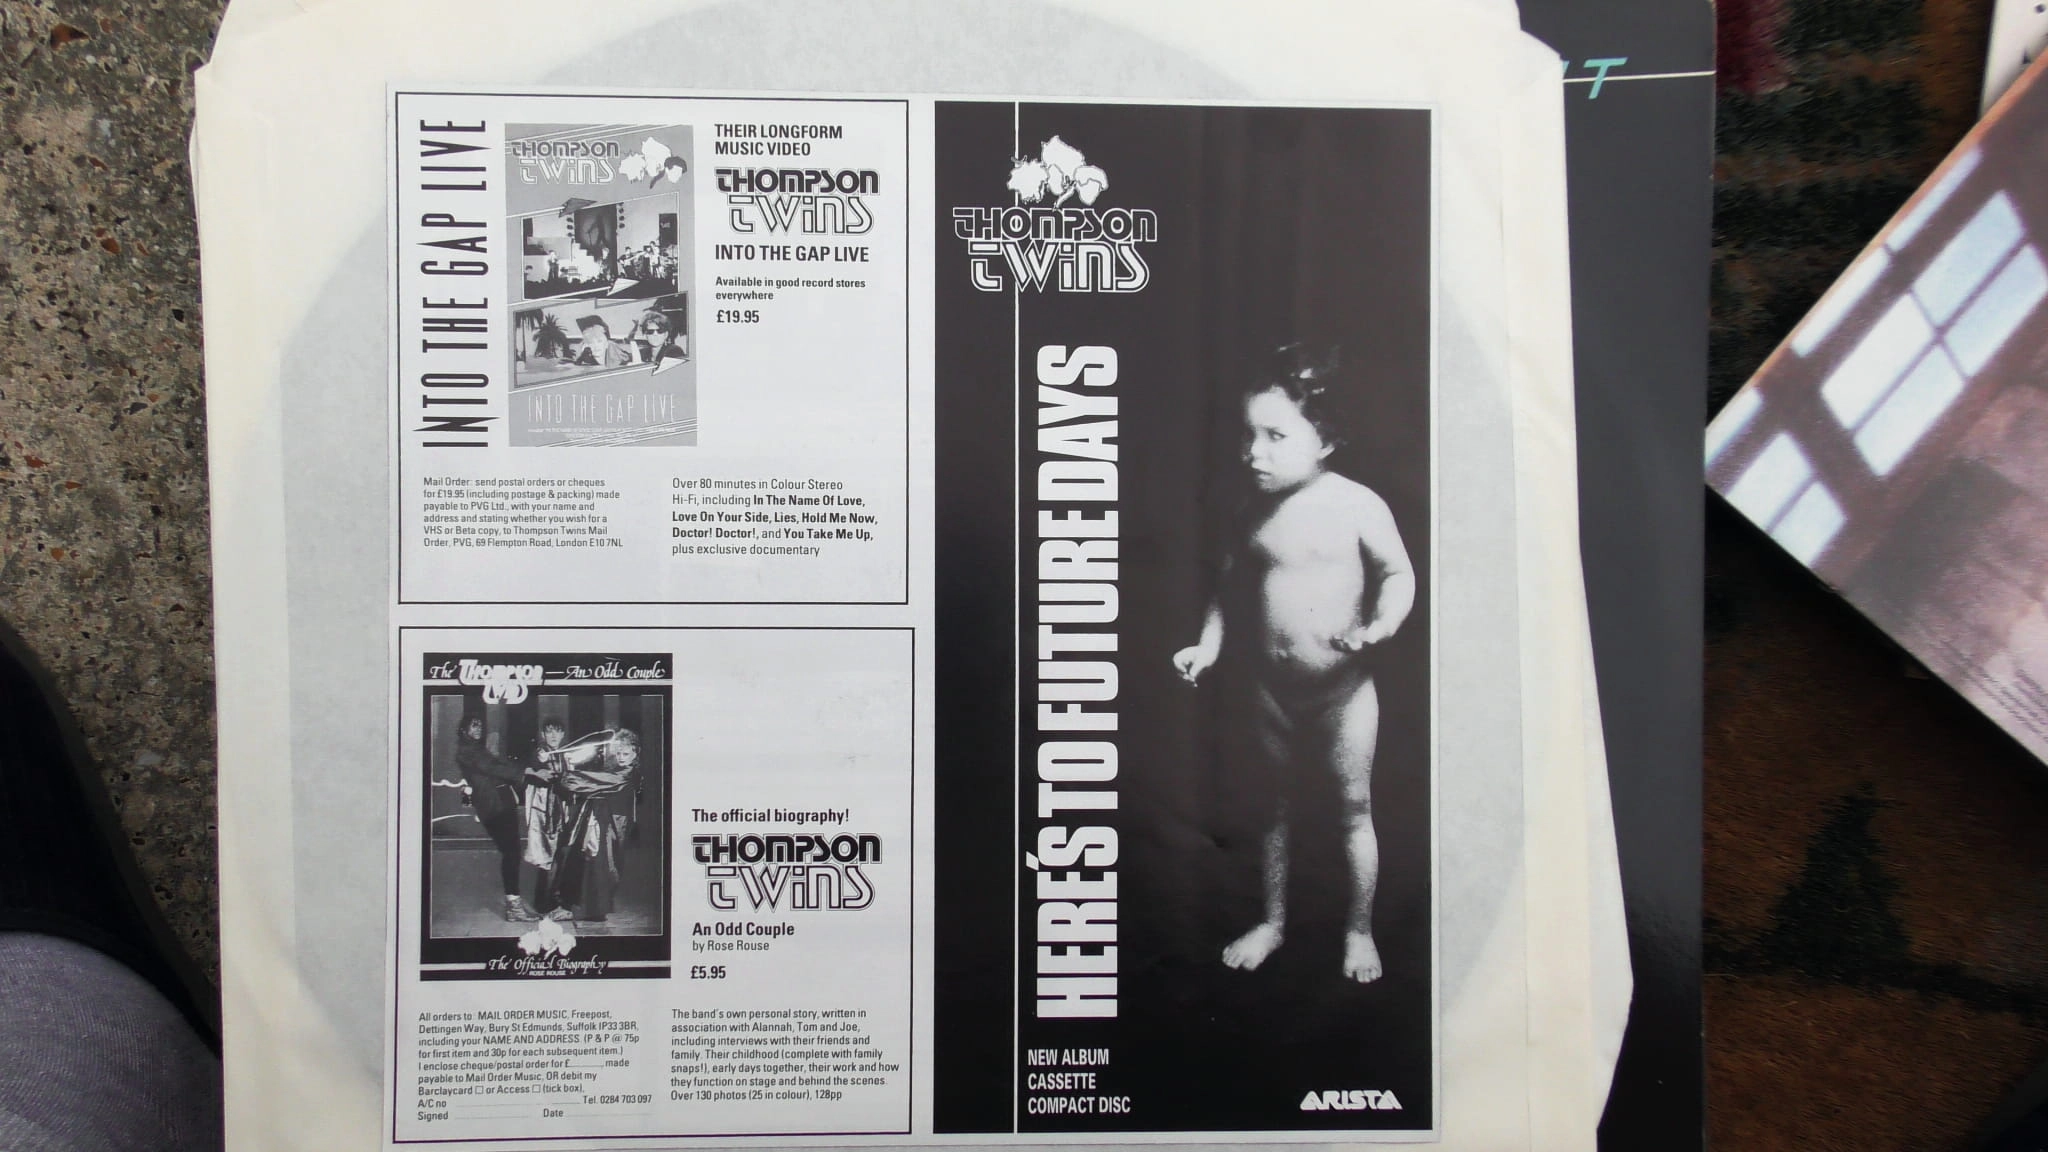 INTO THE GAP LIVE
THOMPSON
TWINS
INTO THE GAP LIVE
THEIR LONGFORM
MUSIC VIDEO
THOMPSON
TWINS
INTO THE GAP LIVE
Available in good record stores
everywhere
£19.95
Mail Order: send postal orders or cheques
for £19.95 (including postage & packing) made
payable to PVG Ltd., with your name and
address and stating whether you wish for a
VHS or Beta copy, to Thompson Twins Mail
Order, PVG, 69 Flempton Road, London E10 7NL
Over 80 minutes in Colour Stereo
Hi-Fi, including In The Name Of Love,
Love On Your Side, Lies, Hold Me Now,
Doctor! Doctor!, and You Take Me Up,
plus exclusive documentary
The THOMPSON TWINS — An Odd Couple
The Official Biography
ROSE ROUSE
The official biography!
THOMPSON
TWINS
An Odd Couple
by Rose Rouse
£5.95
All orders to: MAIL ORDER MUSIC, Freepost,
Dettingen Way, Bury St Edmunds, Suffolk IP33 3BR,
including your NAME AND ADDRESS. (P & P @ 75p
for first item and 30p for each subsequent item.)
I enclose cheque/postal order for £ made
payable to Mail Order Music, OR debit my
Barclaycard ☐ or Access ☐ (tick box),
A/C no Tel. 0284 703 097
Signed Date
The band's own personal story, written in
association with Alannah, Tom and Joe,
including interviews with their friends and
family. Their childhood (complete with family
snaps!), early days together, their work and how
they function on stage and behind the scenes.
Over 130 photos (25 in colour), 128pp
THOMPSON
TWINS
HERE'S TO FUTURE DAYS
NEW ALBUM
CASSETTE
COMPACT DISC
ARISTA
T